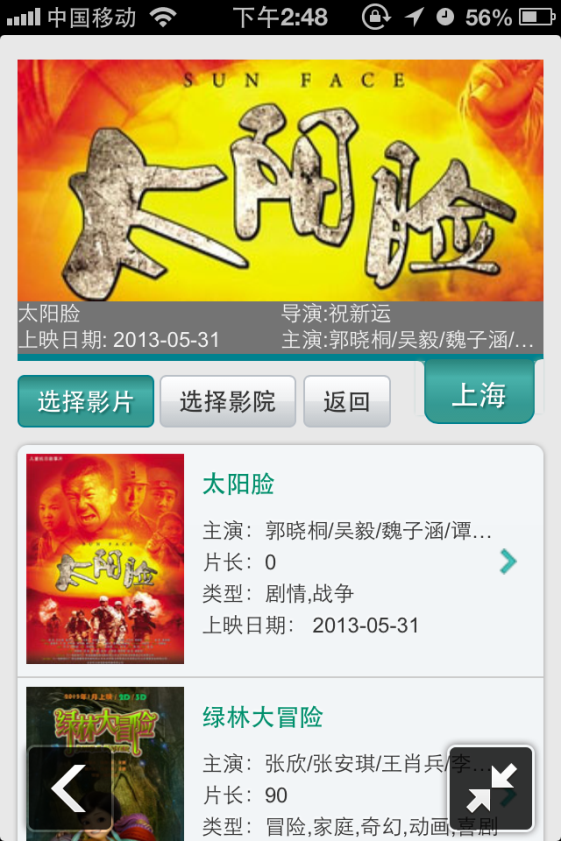 中国移动 下午2:48 56%
SUN FACE
太阳脸
太阳脸 导演:祝新运
上映日期: 2013-05-31 主演:郭晓桐/吴毅/魏子涵/...
选择影片 选择影院 返回 上海
太阳脸
太阳脸
主演: 郭晓桐/吴毅/魏子涵/谭...
片长: 0
类型: 剧情,战争
上映日期: 2013-05-31
绿林大冒险
绿林大冒险
主演: 张欣/张安琪/王肖兵/李...
片长: 90
类型: 冒险,家庭,奇幻,动画,喜剧